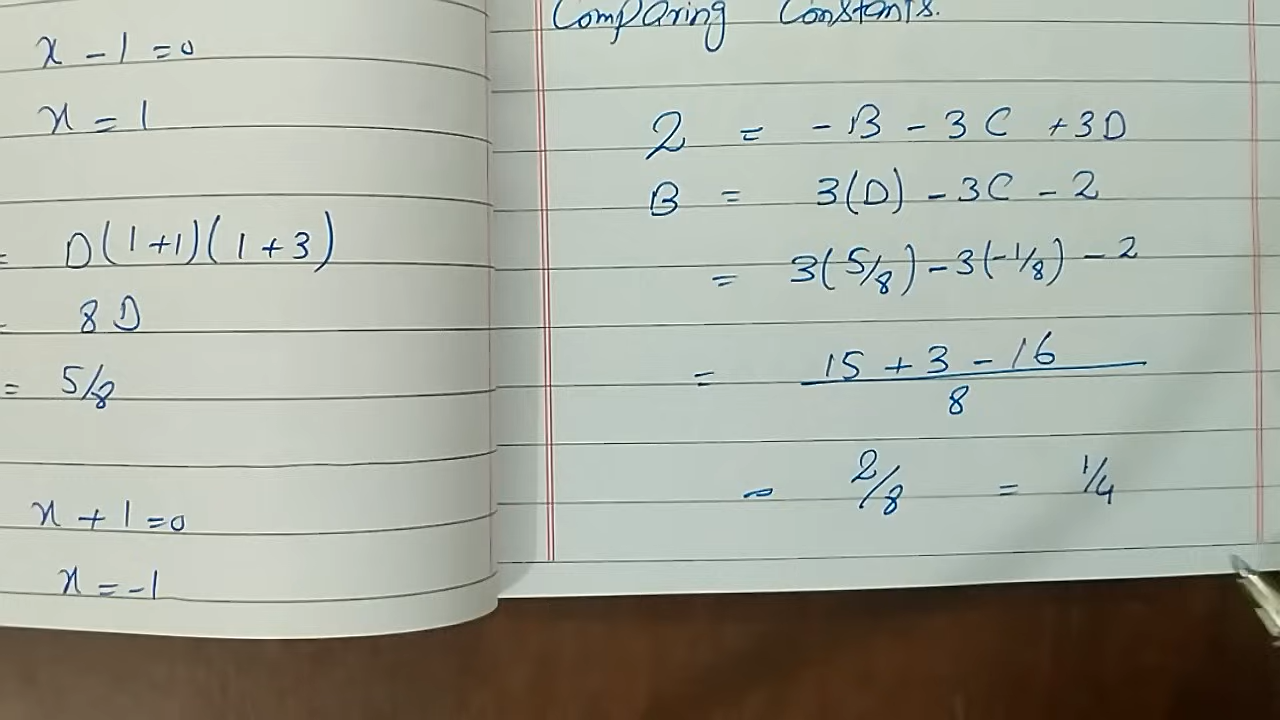 x - 1 = 0
x = 1
= D(1+1)(1+3)
= 8D
= 5/8
x + 1 = 0
x = -1
Comparing Constants.
2 = -B - 3C + 3D
B = 3(D) - 3C - 2
= 3(5/8) - 3(-1/8) - 2
= 15 + 3 - 16
8
= 2/8 = 1/4